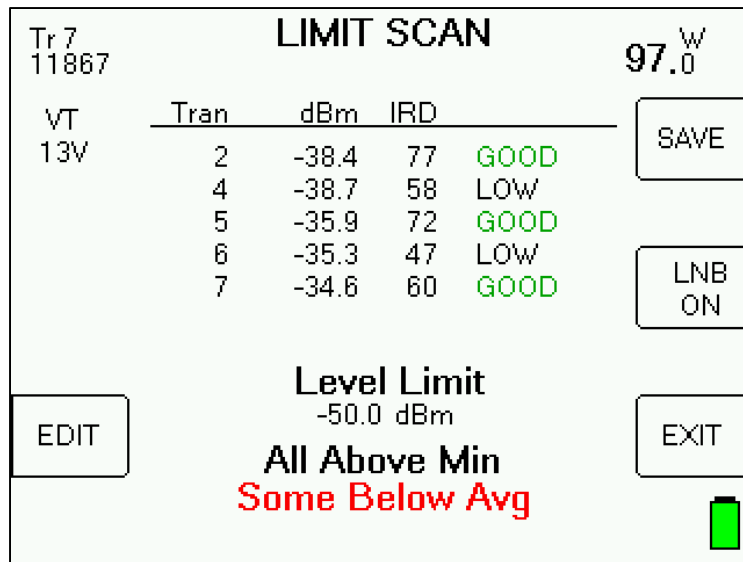 Tr 7
11867
LIMIT SCAN
97.0 W
VT
13V
Tran dBm IRD
2 -38.4 77 GOOD
4 -38.7 58 LOW
5 -35.9 72 GOOD
6 -35.3 47 LOW
7 -34.6 60 GOOD
SAVE
LNB
ON
Level Limit
-50.0 dBm
EDIT
EXIT
All Above Min
Some Below Avg